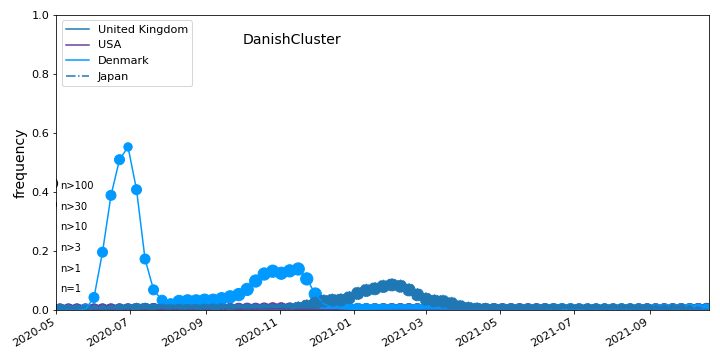 DanishCluster
United Kingdom
USA
Denmark
Japan
frequency
1.0
0.8
0.6
0.4
0.2
0.0
n>100
n>30
n>10
n>3
n>1
n=1
2020-05
2020-07
2020-09
2020-11
2021-01
2021-03
2021-05
2021-07
2021-09